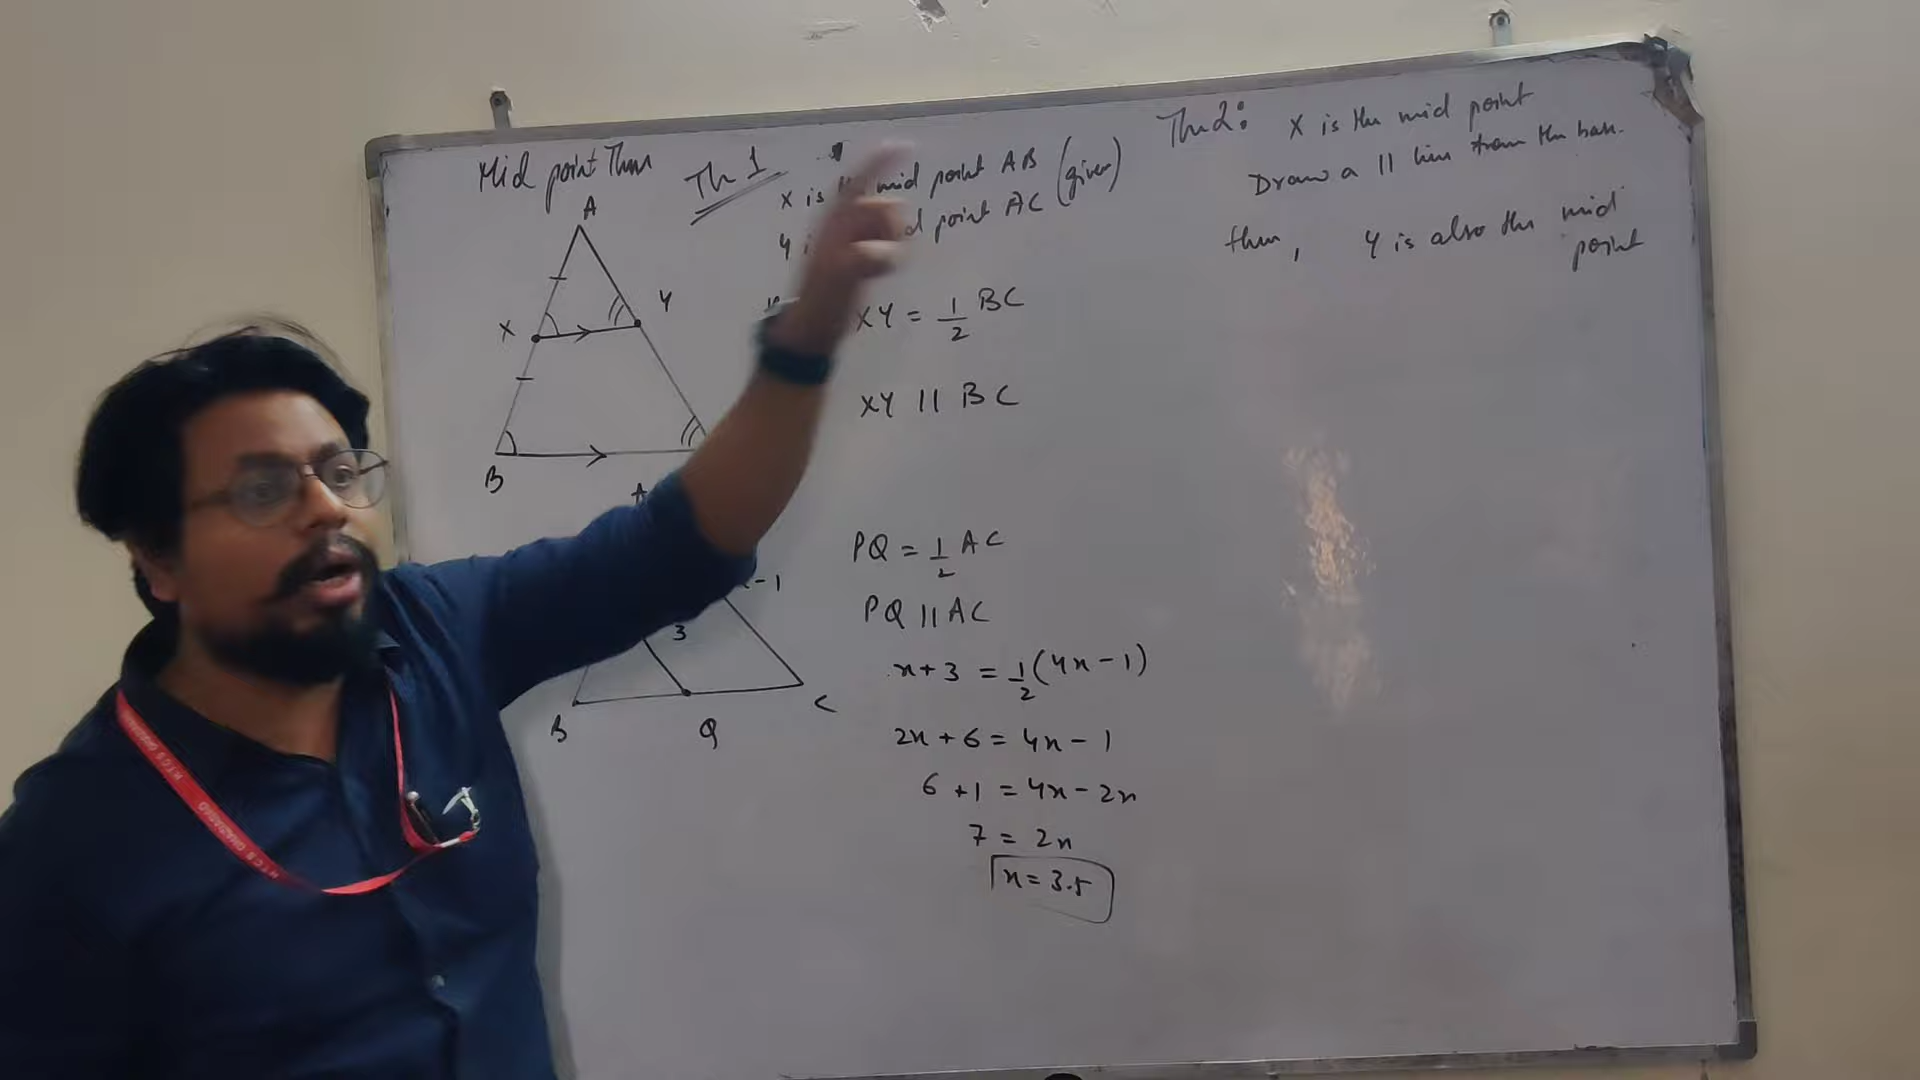 Mid point Thm
Th 1
X is mid point AB (given)
Y point AC
XY = 1/2 BC
XY || BC
A
X
Y
B
PQ = 1/2 AC
PQ || AC
x+3 = 1/2 (4x-1)
2x+6 = 4x-1
6+1 = 4x-2x
7 = 2x
x = 3.5
A
-1
3
B
Q
C
Th 2:
X is the mid point
Draw a || line from the base.
then, Y is also the mid
point